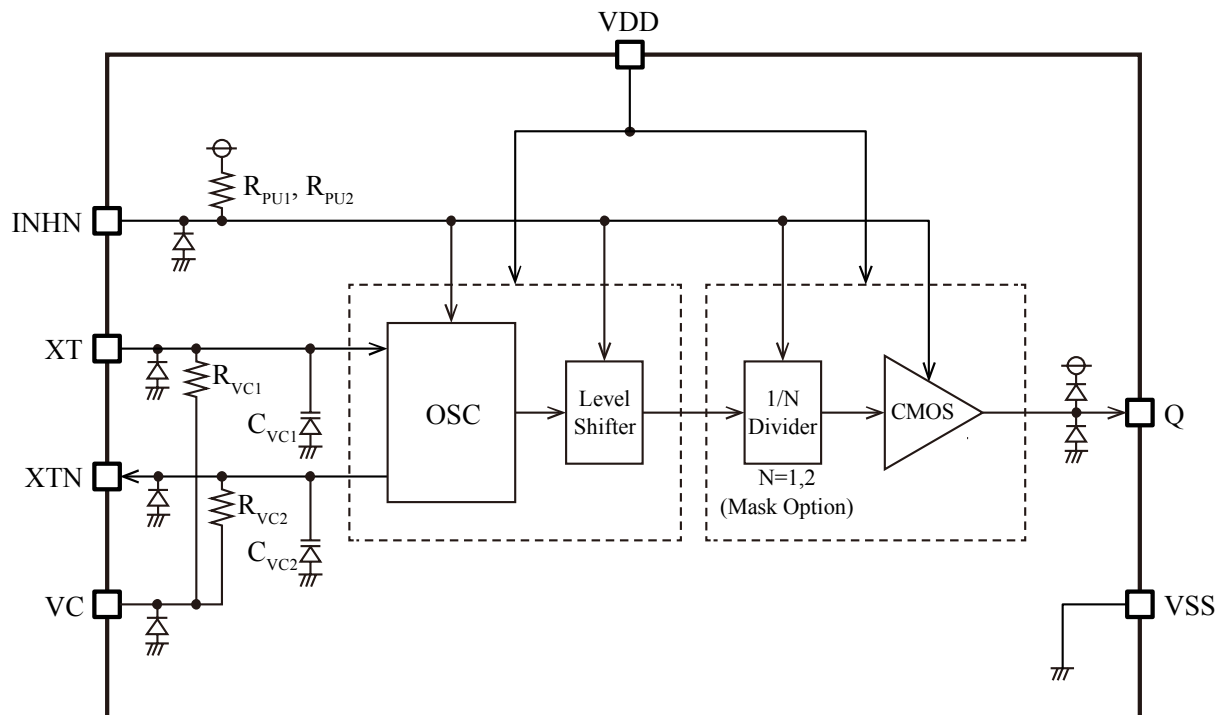 VDD
R_PU1, R_PU2
INHN
XT
R_VC1
OSC
Level
Shifter
1/N
Divider
CMOS
Q
C_VC1
XTN
R_VC2
N=1,2
(Mask Option)
C_VC2
VC
VSS